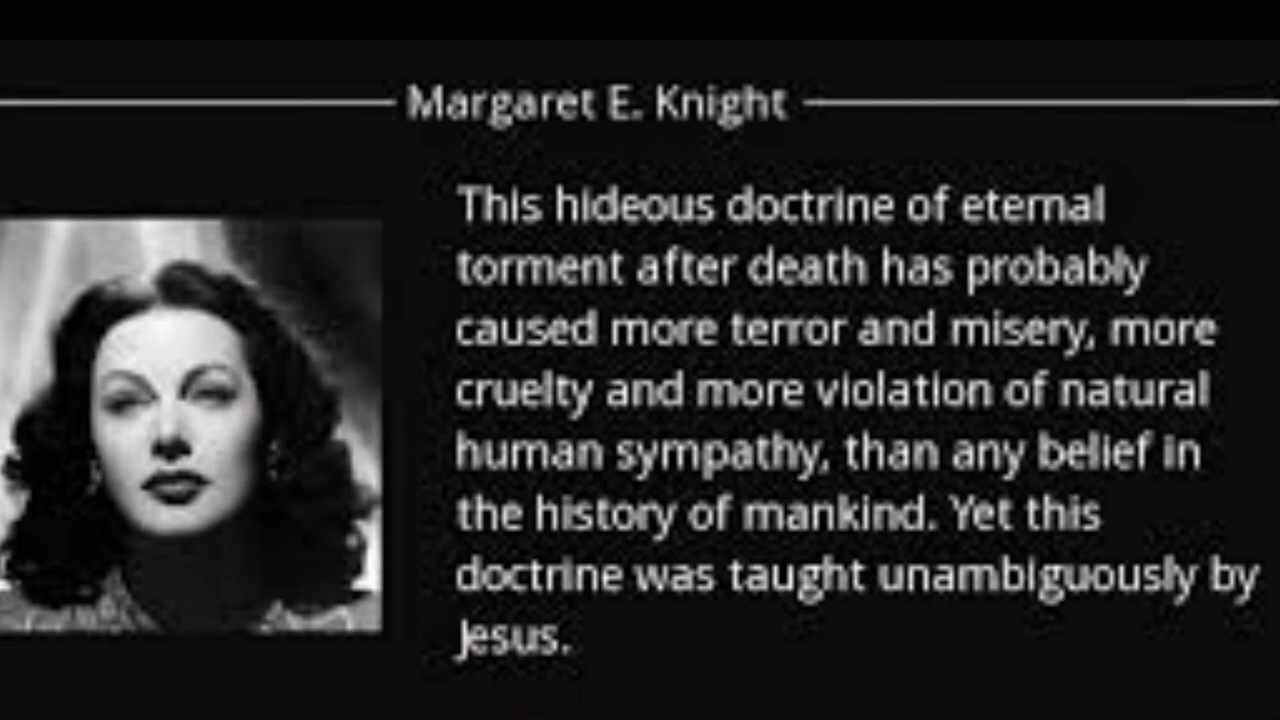 Margaret E. Knight
This hideous doctrine of eternal
torment after death has probably
caused more terror and misery, more
cruelty and more violation of natural
human sympathy, than any belief in
the history of mankind. Yet this
doctrine was taught unambiguously by
Jesus.